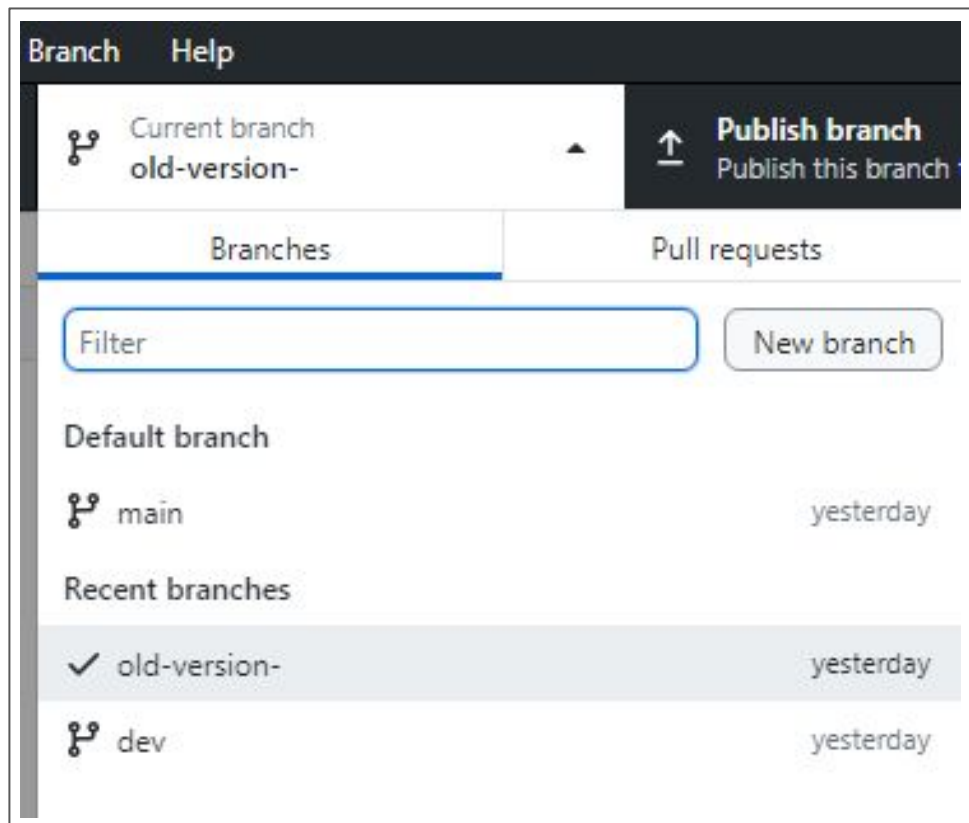 Branch Help
Current branch
old-version-
Publish branch
Publish this branch
Branches Pull requests
Filter New branch
Default branch
main yesterday
Recent branches
old-version- yesterday
dev yesterday